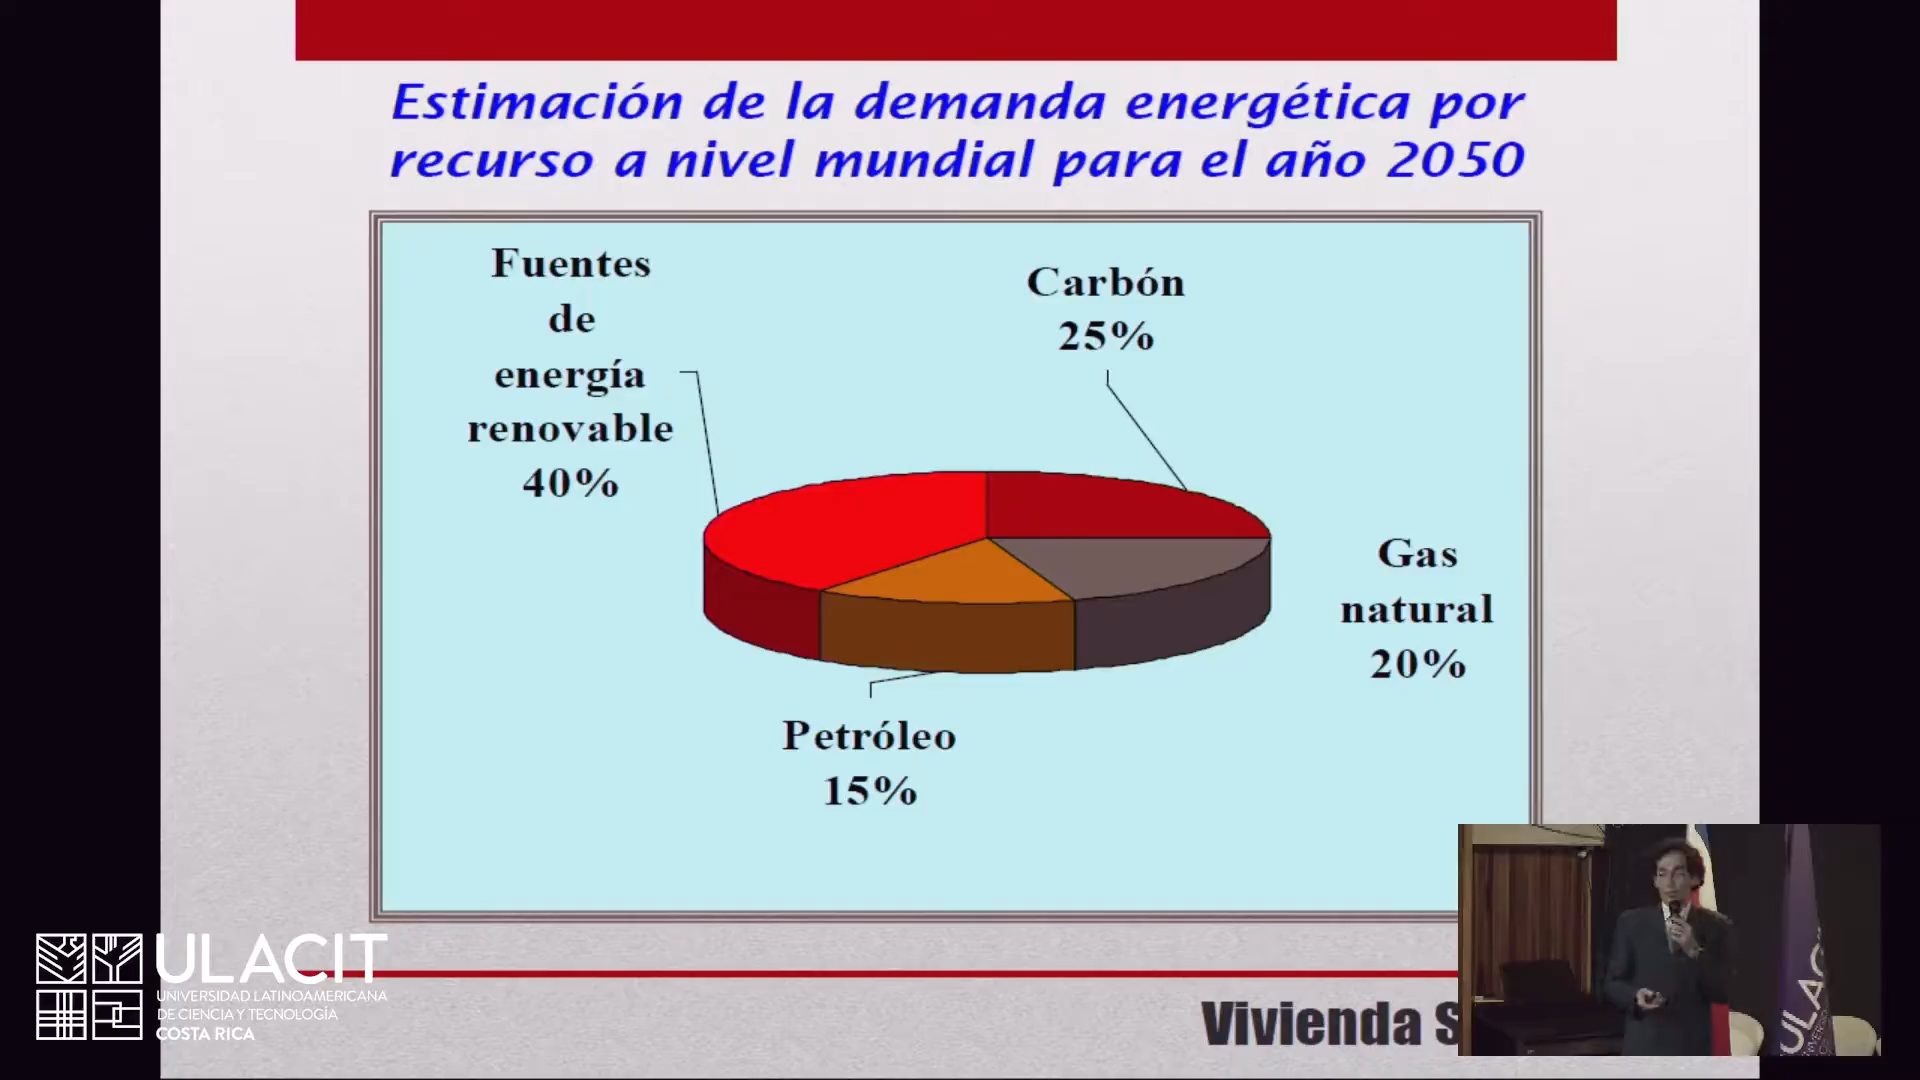 Estimación de la demanda energética por
recurso a nivel mundial para el año 2050
Fuentes
de
energía
renovable
40%
Carbón
25%
Gas
natural
20%
Petróleo
15%
ULACIT
UNIVERSIDAD LATINOAMERICANA
DE CIENCIA Y TECNOLOGÍA
COSTA RICA
Vivienda